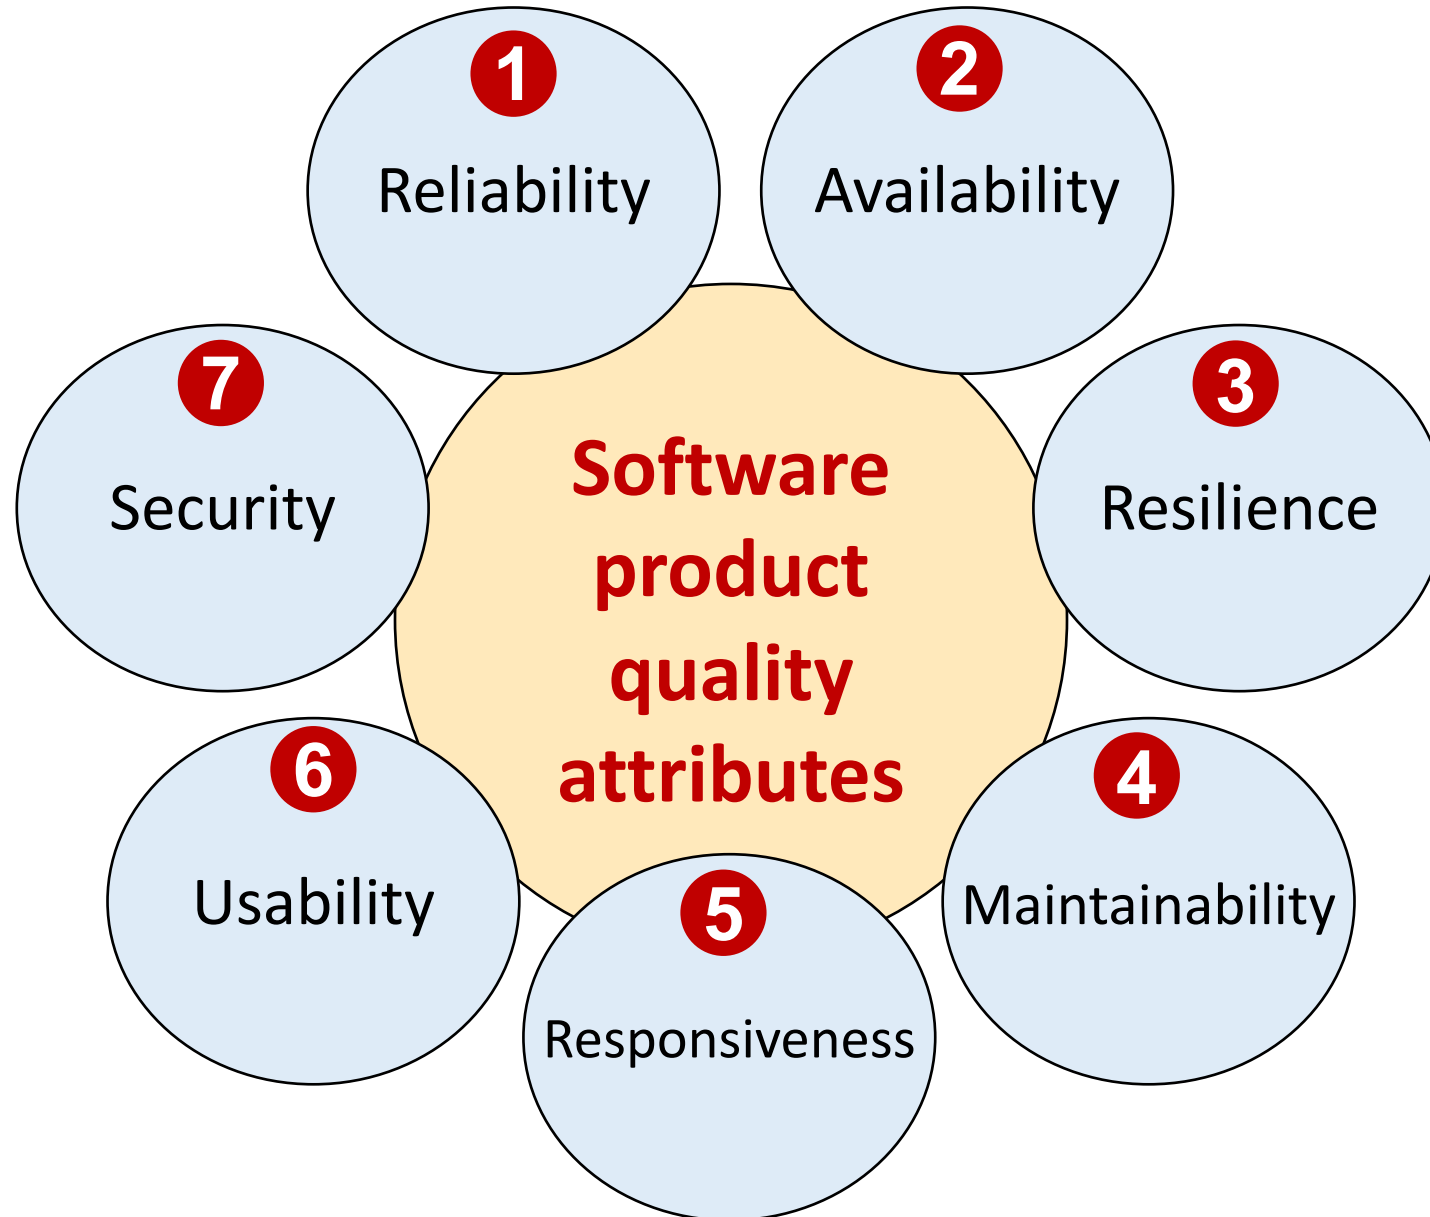 1
Reliability
2
Availability
3
Resilience
4
Maintainability
5
Responsiveness
6
Usability
7
Security
Software
product
quality
attributes